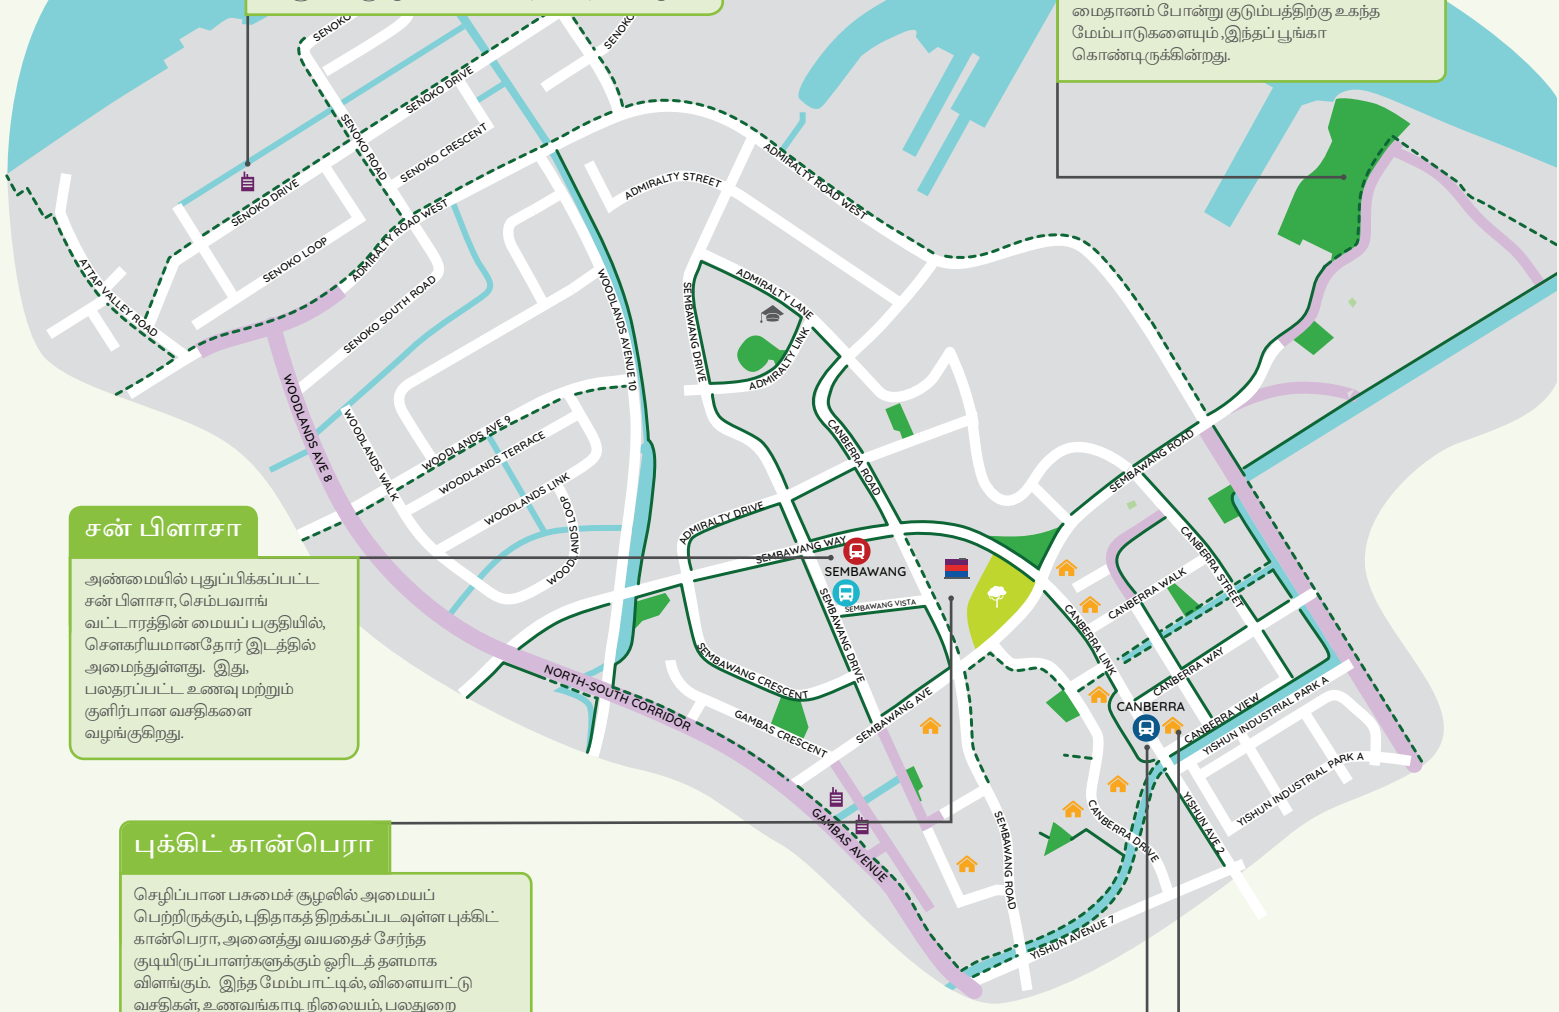 மைதானம் போன்று குடும்பத்திற்கு உகந்த
மேம்பாடுகளையும் ,இந்தப் பூங்கா
கொண்டிருக்கின்றது.
SENOKO
SENOKO
SENOKO DRIVE
SENOKO ROAD
SENOKO CRESCENT
SENOKO DRIVE
SENOKO LOOP
ADMIRALTY ROAD WEST
ATTAP VALLEY ROAD
SENOKO SOUTH ROAD
ADMIRALTY STREET
ADMIRALTY ROAD WEST
WOODLANDS AVENUE 10
SEMBAWANG DRIVE
ADMIRALTY LANE
ADMIRALTY LINK
WOODLANDS AVE 8
WOODLANDS WALK
WOODLANDS AVE 9
WOODLANDS TERRACE
WOODLANDS LINK
CANBERRA ROAD
SEMBAWANG ROAD
ADMIRALTY DRIVE
SEMBAWANG WAY
SEMBAWANG
SEMBAWANG VISTA
SEMBAWANG DRIVE
CANBERRA STREET
CANBERRA WALK
CANBERRA LINK
CANBERRA WAY
CANBERRA VIEW
CANBERRA
YISHUN INDUSTRIAL PARK A
YISHUN INDUSTRIAL PARK A
SEMBAWANG CRESCENT
NORTH-SOUTH CORRIDOR
GAMBAS CRESCENT
SEMBAWANG AVE
GAMBAS AVENUE
SEMBAWANG ROAD
CANBERRA DRIVE
YISHUN AVE 2
YISHUN AVENUE 7
சன் பிளாசா
அண்மையில் புதுப்பிக்கப்பட்ட
சன் பிளாசா, செம்பவாங்
வட்டாரத்தின் மையப் பகுதியில்,
சௌகரியமானதோர் இடத்தில்
அமைந்துள்ளது. இது,
பலதரப்பட்ட உணவு மற்றும்
குளிர்பான வசதிகளை
வழங்குகிறது.
புக்கிட் கான்பெரா
செழிப்பான பசுமைச் சூழலில் அமையப்
பெற்றிருக்கும், புதிதாகத் திறக்கப்படவுள்ள புக்கிட்
கான்பெரா, அனைத்து வயதைச் சேர்ந்த
குடியிருப்பாளர்களுக்கும் ஓரிடத் தளமாக
விளங்கும். இந்த மேம்பாட்டில், விளையாட்டு
வசதிகள், உணவங்காடி நிலையம், பலதுறை